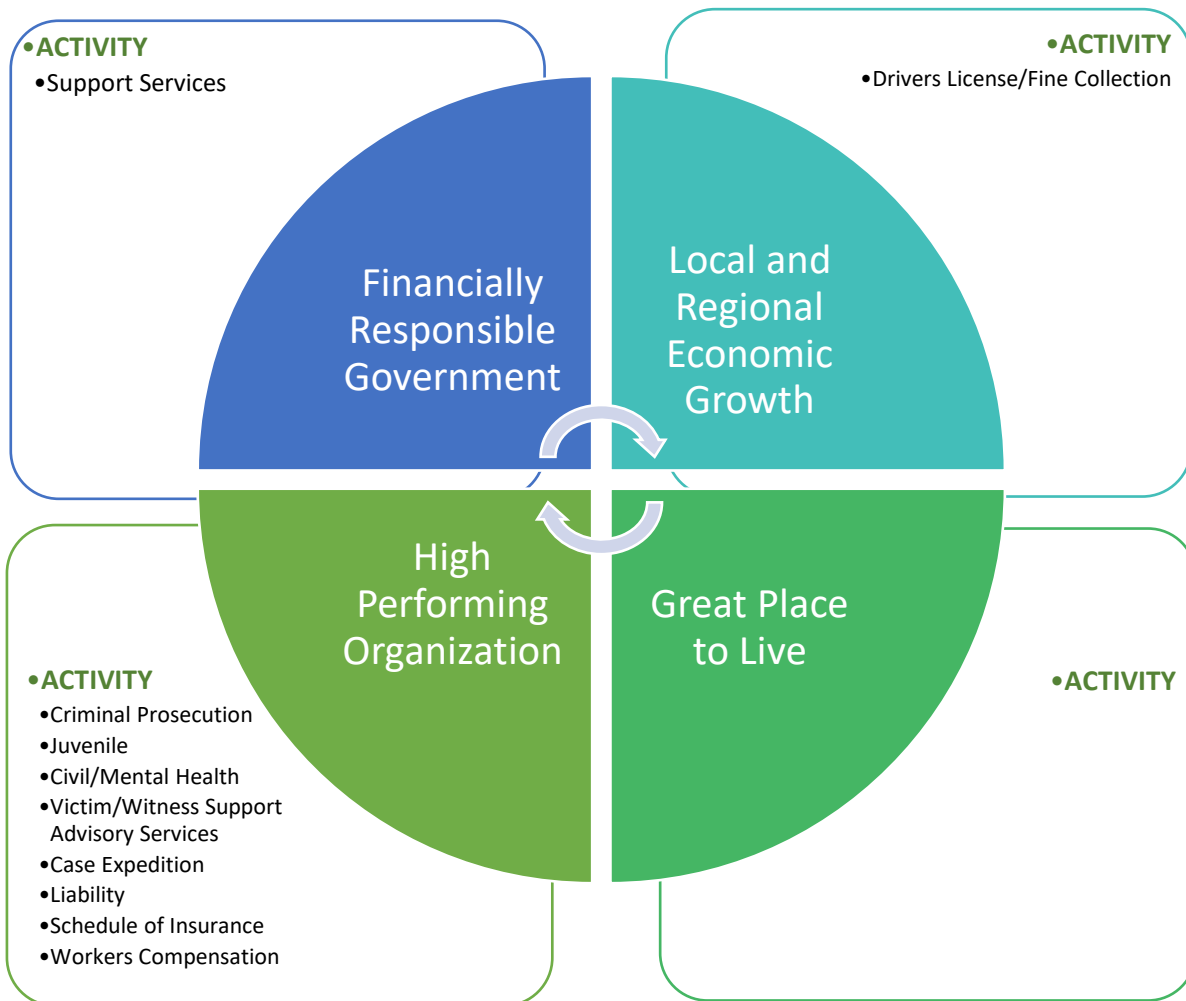 •ACTIVITY
•Support Services
•ACTIVITY
•Drivers License/Fine Collection
Financially
Responsible
Government
Local and
Regional
Economic
Growth
High
Performing
Organization
Great Place
to Live
•ACTIVITY
•Criminal Prosecution
•Juvenile
•Civil/Mental Health
•Victim/Witness Support
Advisory Services
•Case Expedition
•Liability
•Schedule of Insurance
•Workers Compensation
•ACTIVITY